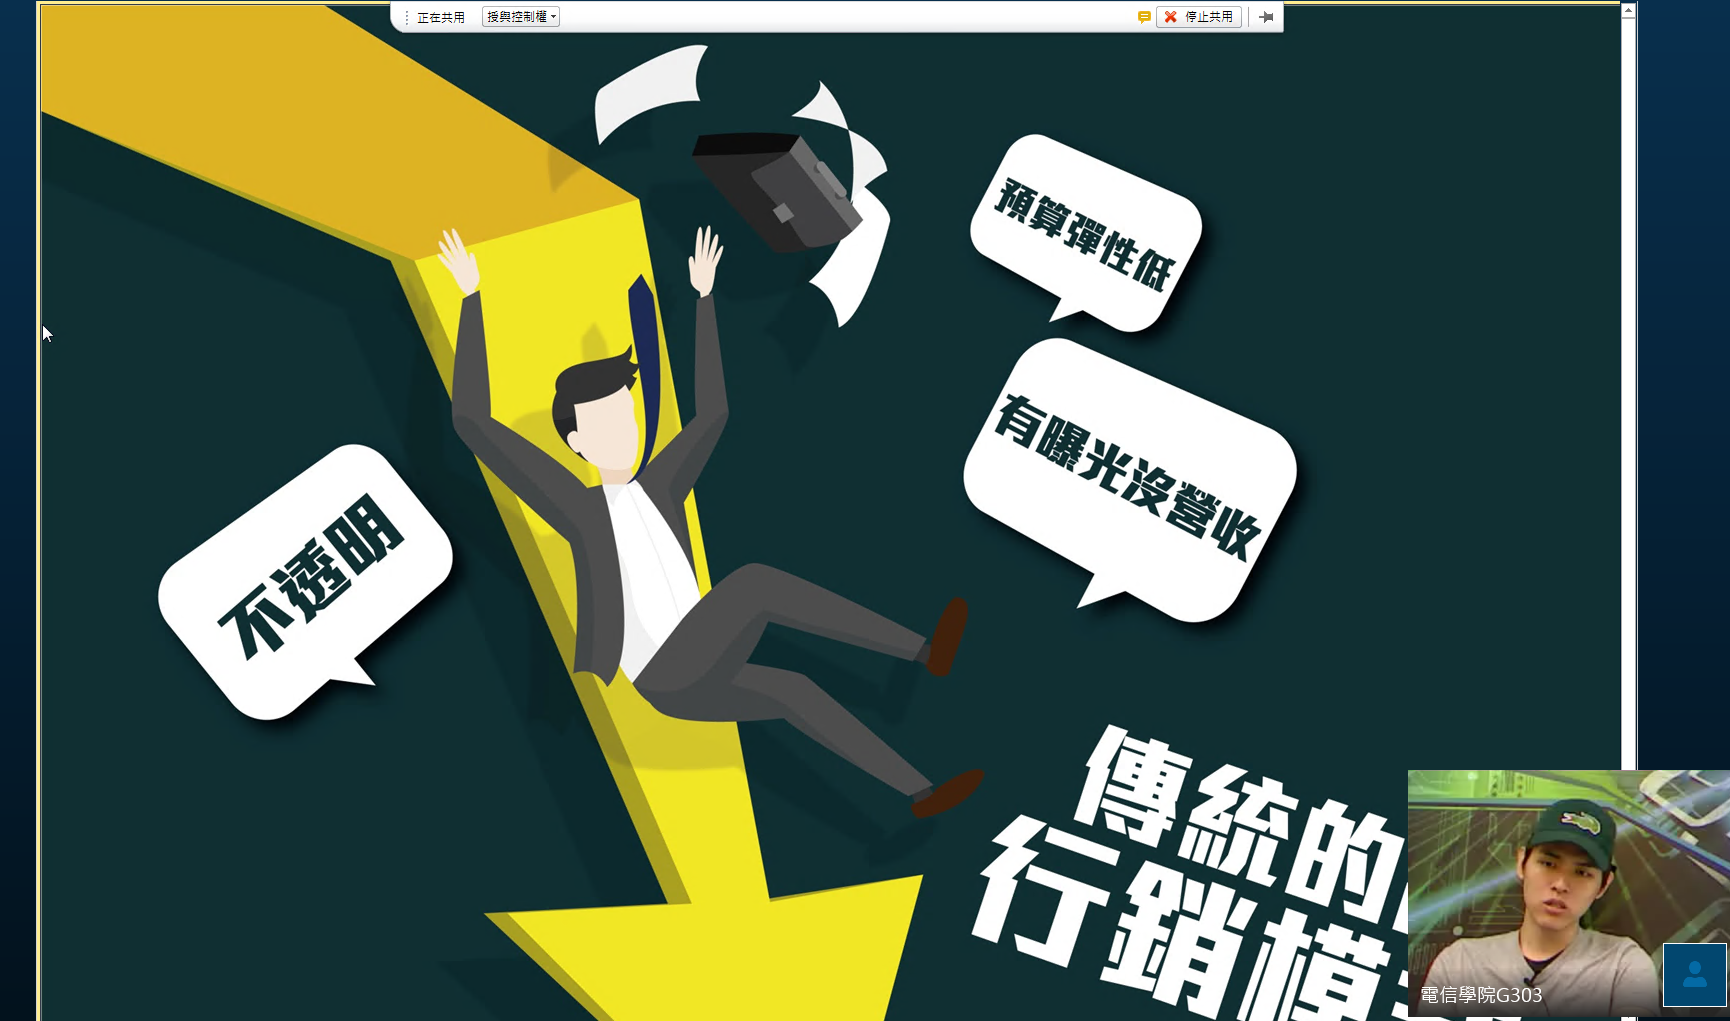 正在共用
授與控制權
停止共用
預算彈性低
有曝光沒營收
不透明
傳統的
行銷模
電信學院G303